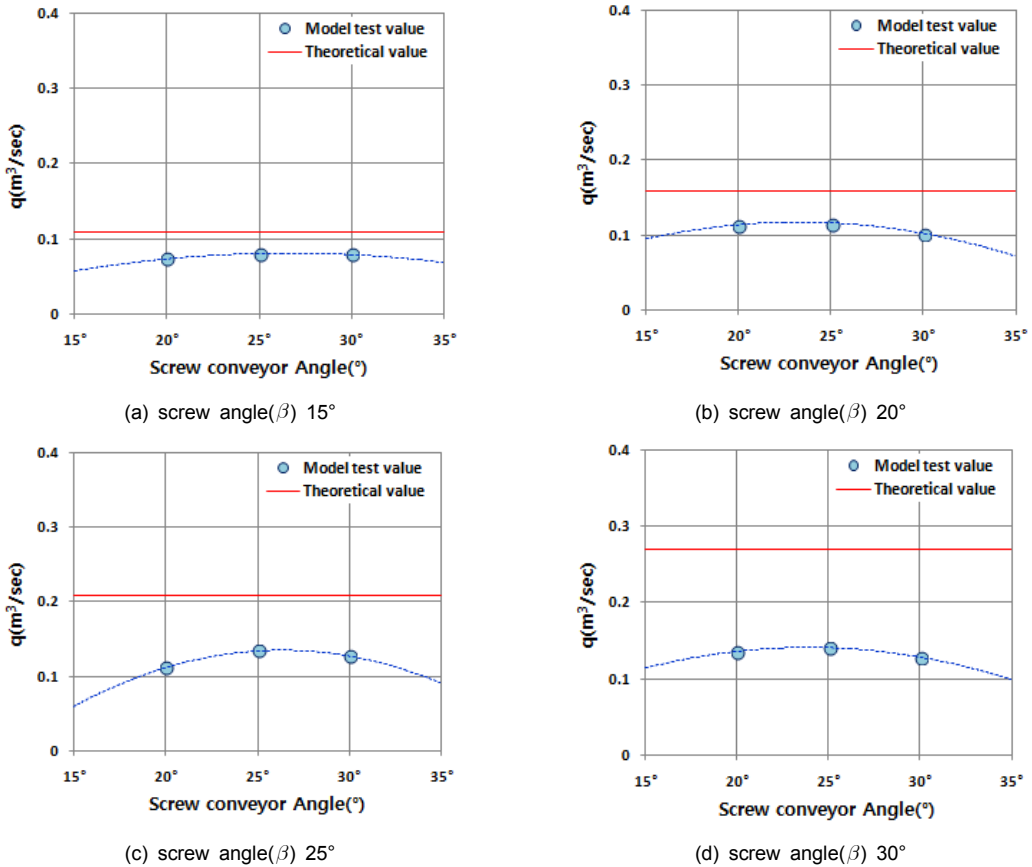 0.4
0.3
0.2
0.1
0
q(m³/sec)
Model test value
Theoretical value
15° 20° 25° 30° 35°
Screw conveyor Angle(°)
(a) screw angle(β) 15°
0.4
0.3
0.2
0.1
0
q(m³/sec)
Model test value
Theoretical value
15° 20° 25° 30° 35°
Screw conveyor Angle(°)
(b) screw angle(β) 20°
0.4
0.3
0.2
0.1
0
q(m³/sec)
Model test value
Theoretical value
15° 20° 25° 30° 35°
Screw conveyor Angle(°)
(c) screw angle(β) 25°
0.4
0.3
0.2
0.1
0
q(m³/sec)
Model test value
Theoretical value
15° 20° 25° 30° 35°
Screw conveyor Angle(°)
(d) screw angle(β) 30°